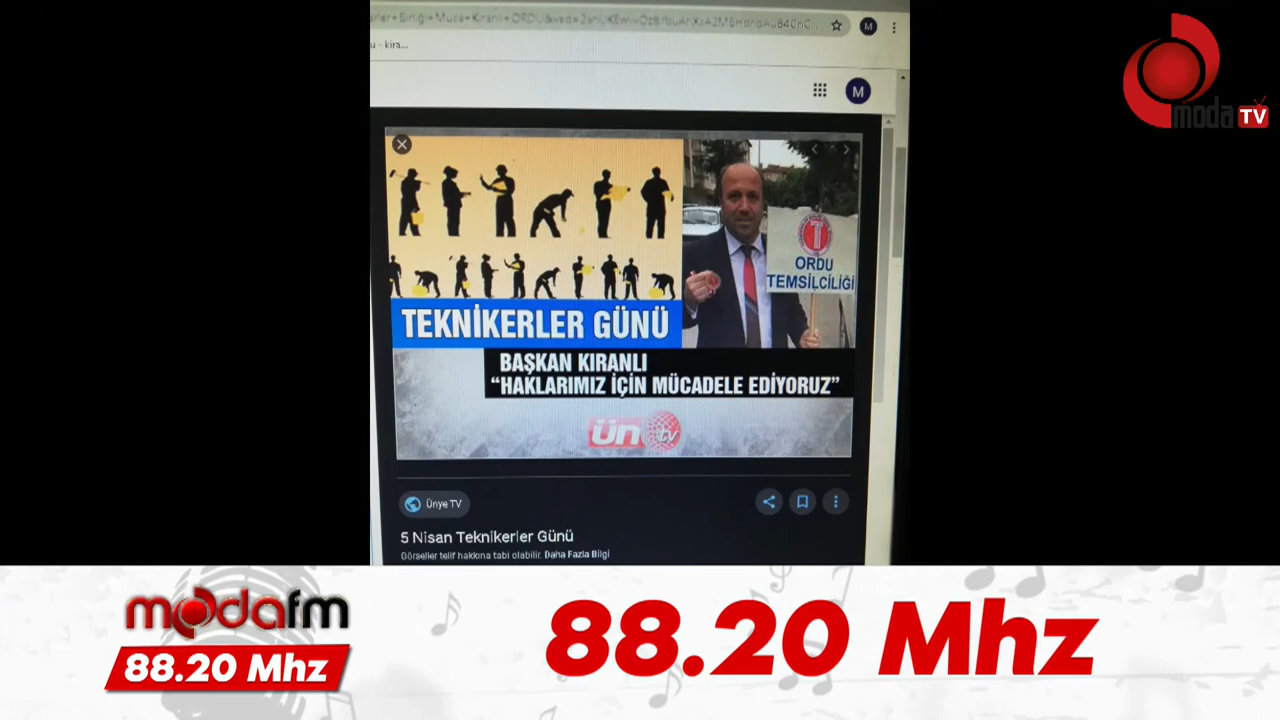 u - kira...
M
M
moda TV
ORDU
TEMSİLCİLİĞİ
TEKNİKERLER GÜNÜ
BAŞKAN KIRANLI
“HAKLARIMIZ İÇİN MÜCADELE EDİYORUZ”
ün tv
Ünye TV
5 Nisan Teknikerler Günü
Görseller telif hakkına tabi olabilir. Daha Fazla Bilgi
modafm
88.20 Mhz
88.20 Mhz